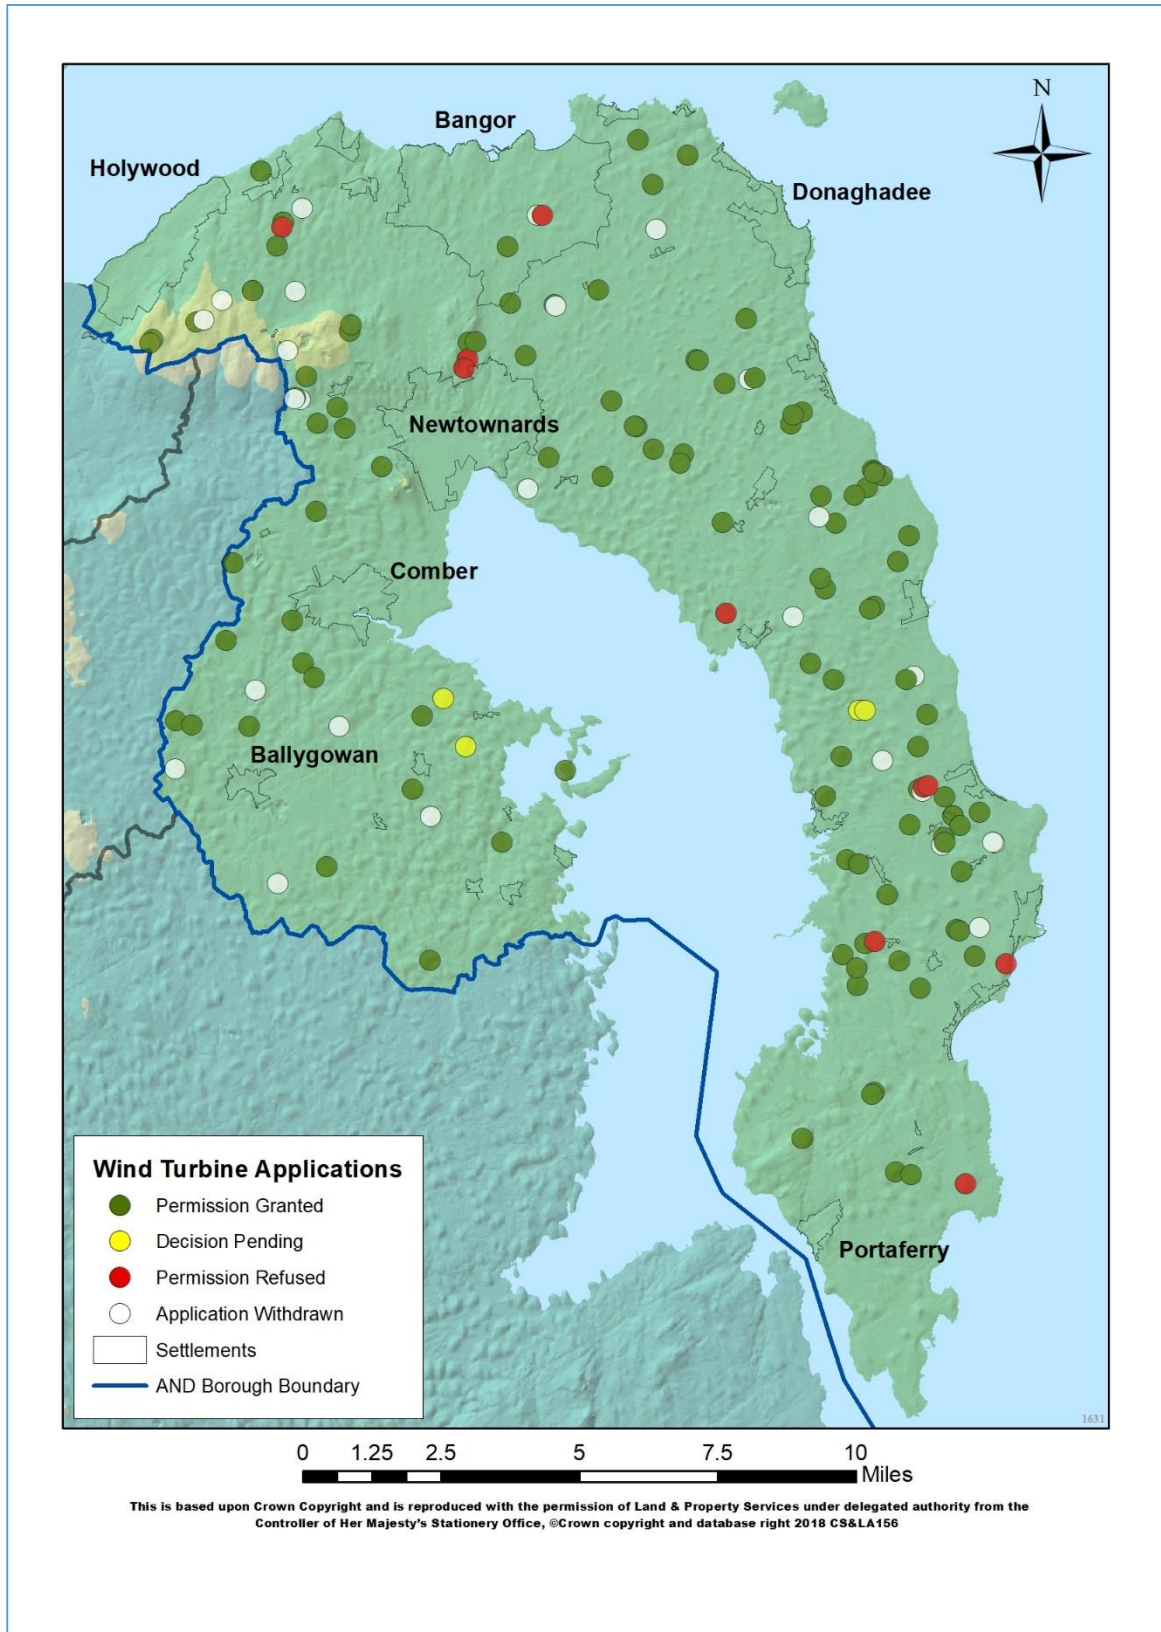 N
Bangor
Holywood
Donaghadee
Newtownards
Comber
Ballygowan
Portaferry
Wind Turbine Applications
Permission Granted
Decision Pending
Permission Refused
Application Withdrawn
Settlements
AND Borough Boundary
1631
0 1.25 2.5 5 7.5 10
Miles
This is based upon Crown Copyright and is reproduced with the permission of Land & Property Services under delegated authority from the
Controller of Her Majesty's Stationery Office, ©Crown copyright and database right 2018 CS&LA156